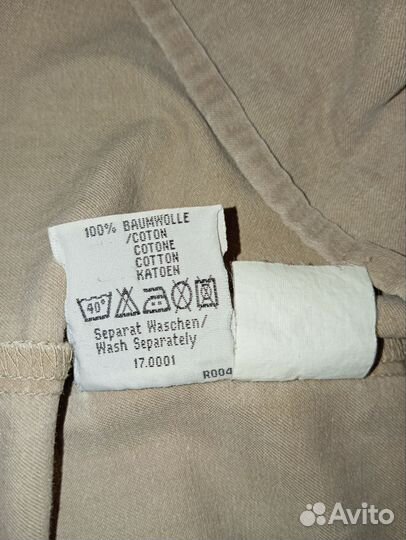 100% BAUMWOLLE
/COTON
COTONE
COTTON
KATOEN
40°
Separat Waschen/
Wash Separately
17.0001
R004
Avito